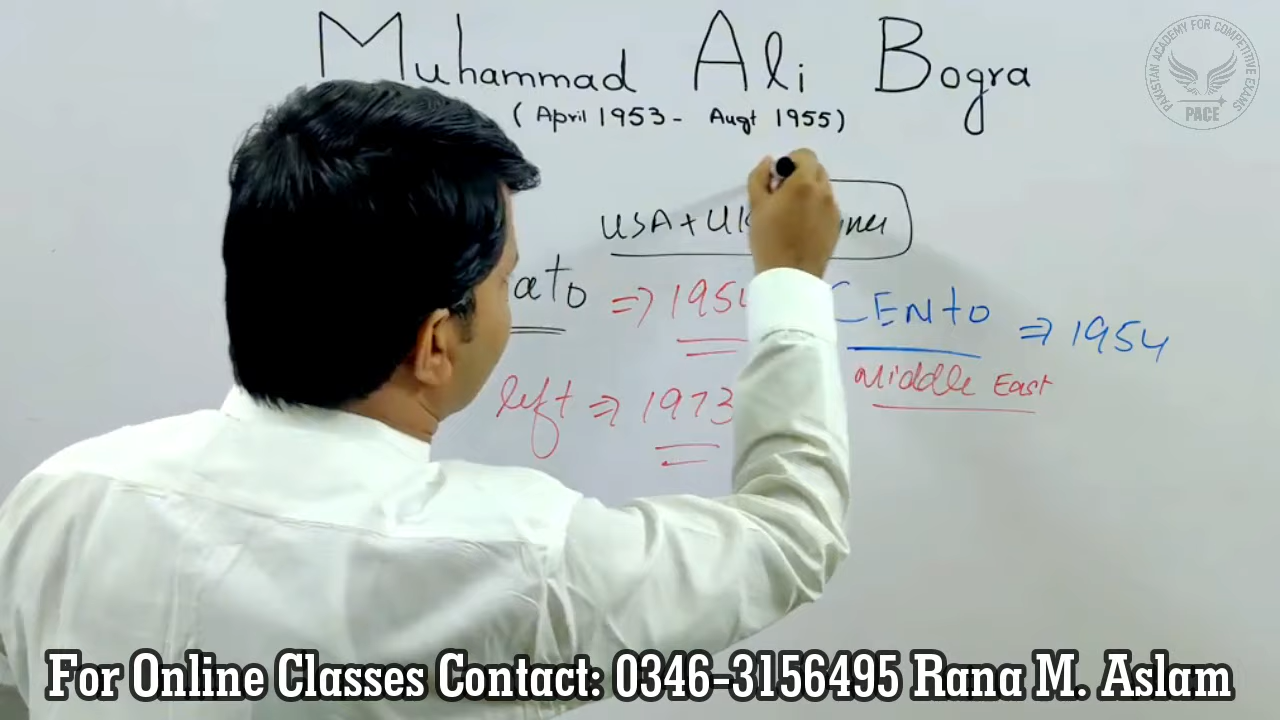 Muhammad Ali Bogra
(April 1953 - Augt 1955)
USA + UK
ato => 195 CENTO => 1954
left => 1973 Middle East
PAKISTAN ACADEMY FOR COMPETITIVE EXAMS
PACE
For Online Classes Contact: 0346-3156495 Rana M. Aslam